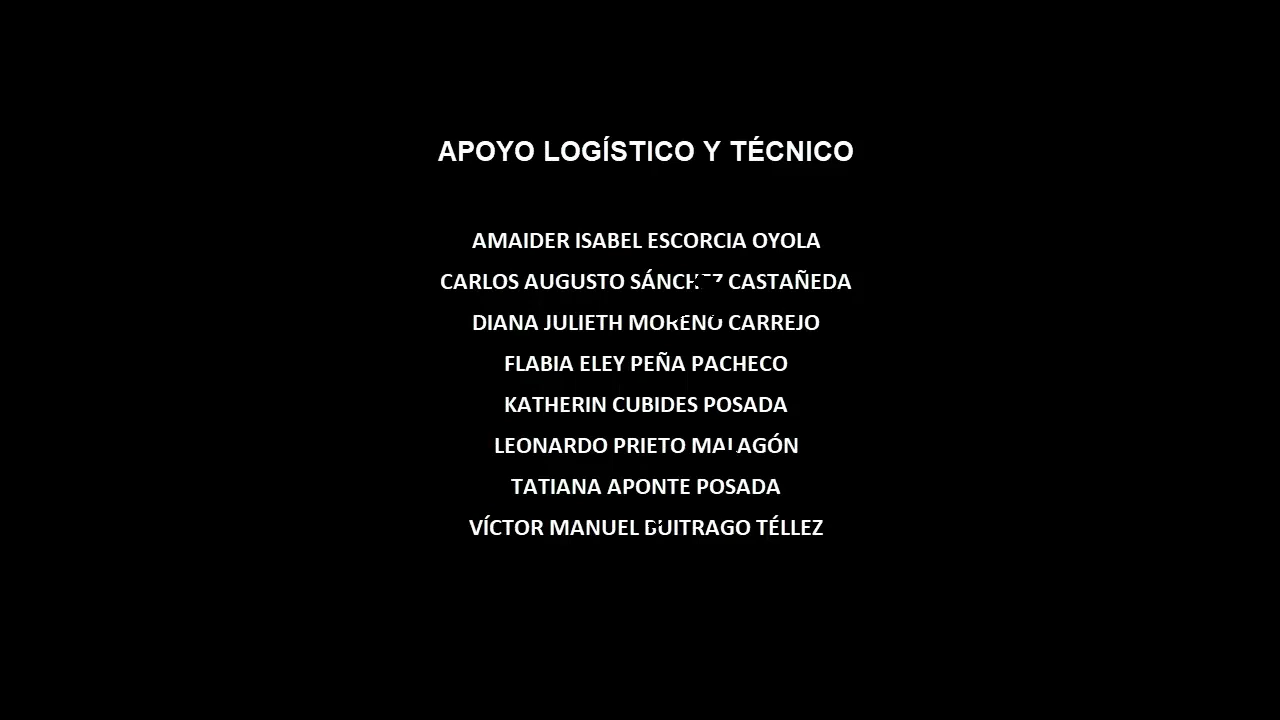 APOYO LOGÍSTICO Y TÉCNICO
AMAIDER ISABEL ESCORCIA OYOLA
CARLOS AUGUSTO SÁNCHEZ CASTAÑEDA
DIANA JULIETH MORENO CARREJO
FLABIA ELEY PEÑA PACHECO
KATHERIN CUBIDES POSADA
LEONARDO PRIETO MALAGÓN
TATIANA APONTE POSADA
VÍCTOR MANUEL BUITRAGO TÉLLEZ